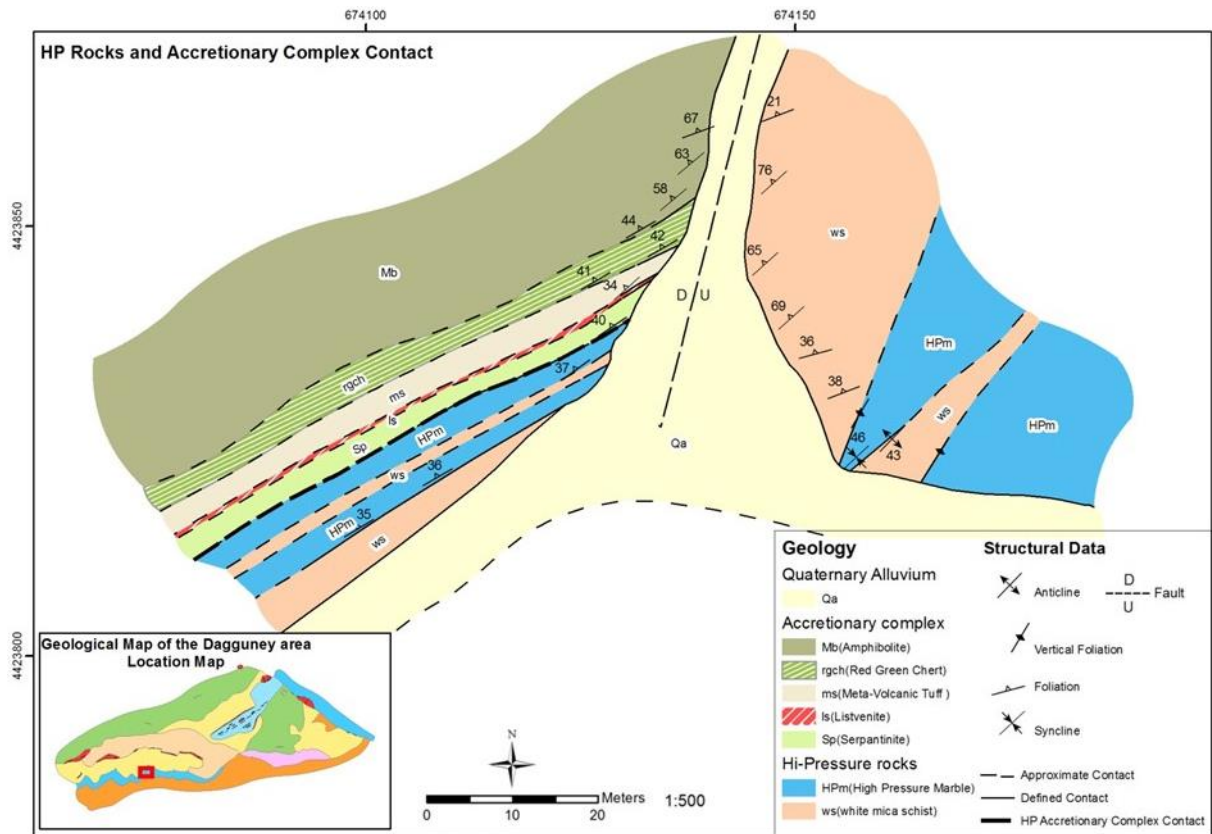 674100
674150
HP Rocks and Accretionary Complex Contact
4423850
4423800
67
63
58
44
42
41
34
40
37
36
35
21
76
65
69
36
38
46
43
D U
Mb
rgch
ms
ls
Sp
HPm
ws
HPm
ws
Qa
ws
HPm
ws
HPm
Geology
Quaternary Alluvium
Qa
Accretionary complex
Mb(Amphibolite)
rgch(Red Green Chert)
ms(Meta-Volcanic Tuff )
ls(Listvenite)
Sp(Serpantinite)
Hi-Pressure rocks
HPm(High Pressure Marble)
ws(white mica schist)
Structural Data
Anticline
D
Fault
U
Vertical Foliation
Foliation
Syncline
Approximate Contact
Defined Contact
HP Accretionary Complex Contact
Geological Map of the Dagguney area
Location Map
N
Meters
1:500
0 10 20